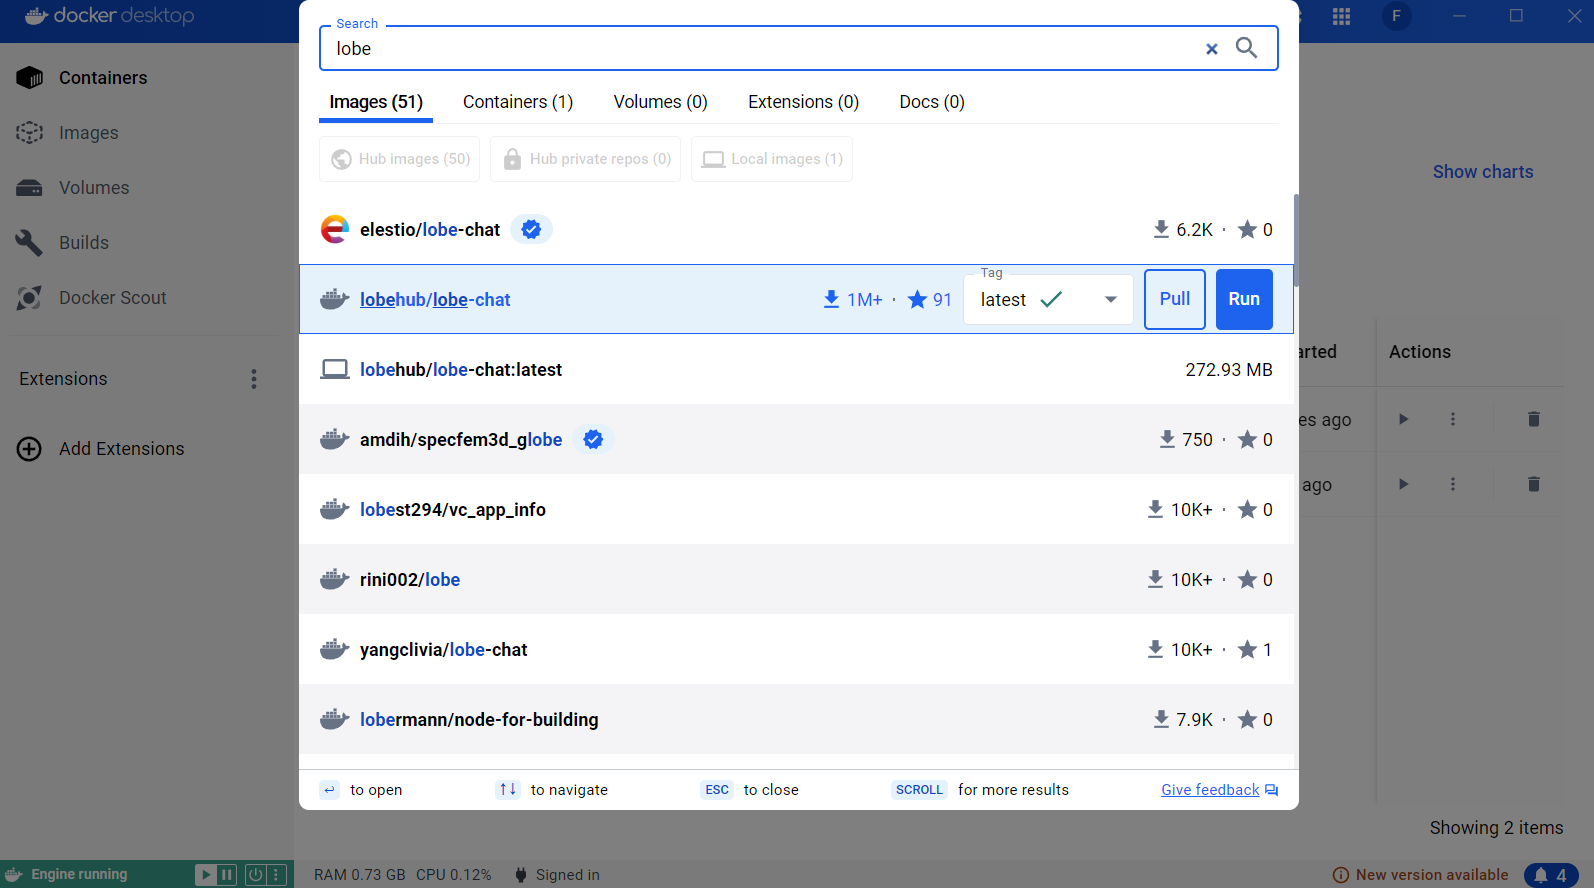 docker desktop
F
Search
lobe
Containers
Images (51)
Containers (1)
Volumes (0)
Extensions (0)
Docs (0)
Images
Hub images (50)
Hub private repos (0)
Local images (1)
Show charts
Volumes
elestio/lobe-chat
6.2K · 0
Builds
Docker Scout
lobehub/lobe-chat
1M+ · 91
Tag
latest
Pull
Run
arted
Actions
Extensions
lobehub/lobe-chat:latest
272.93 MB
es ago
Add Extensions
amdih/specfem3d_globe
750 · 0
ago
lobest294/vc_app_info
10K+ · 0
rini002/lobe
10K+ · 0
yangclivia/lobe-chat
10K+ · 1
lobermann/node-for-building
7.9K · 0
↩ to open
↑↓ to navigate
ESC to close
SCROLL for more results
Give feedback
Showing 2 items
Engine running
RAM 0.73 GB CPU 0.12%
Signed in
New version available
4